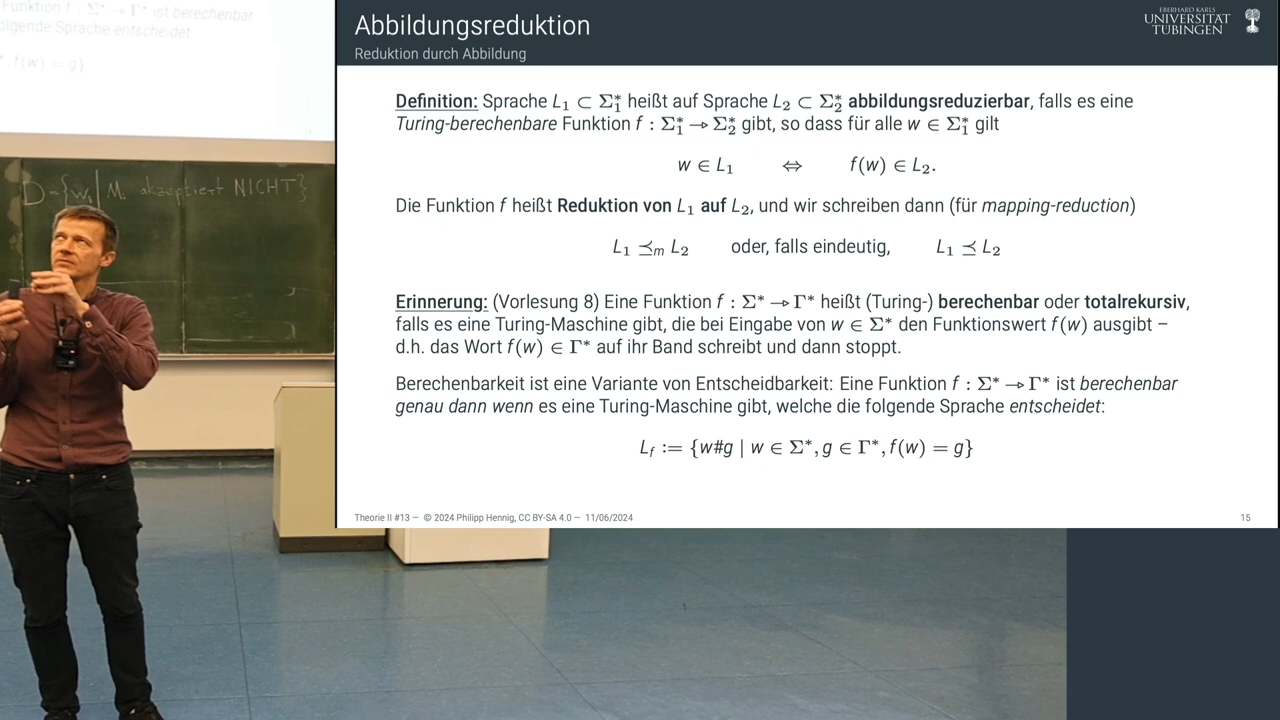 Funktion f : Σ* → Γ* ist berechenbar
folgende Sprache entscheidet
, f(w) = g}
D = {w_i | M_i akzeptiert NICHT}
Abbildungsreduktion
Reduktion durch Abbildung
EBERHARD KARLS
UNIVERSITÄT
TÜBINGEN
Definition: Sprache L₁ ⊂ Σ₁* heißt auf Sprache L₂ ⊂ Σ₂* abbildungsreduzierbar, falls es eine
Turing-berechenbare Funktion f : Σ₁* → Σ₂* gibt, so dass für alle w ∈ Σ₁* gilt
w ∈ L₁ ⇔ f(w) ∈ L₂.
Die Funktion f heißt Reduktion von L₁ auf L₂, und wir schreiben dann (für mapping-reduction)
L₁ ⪯ₘ L₂ oder, falls eindeutig, L₁ ⪯ L₂
Erinnerung: (Vorlesung 8) Eine Funktion f : Σ* → Γ* heißt (Turing-) berechenbar oder totalrekursiv,
falls es eine Turing-Maschine gibt, die bei Eingabe von w ∈ Σ* den Funktionswert f(w) ausgibt –
d.h. das Wort f(w) ∈ Γ* auf ihr Band schreibt und dann stoppt.
Berechenbarkeit ist eine Variante von Entscheidbarkeit: Eine Funktion f : Σ* → Γ* ist berechenbar
genau dann wenn es eine Turing-Maschine gibt, welche die folgende Sprache entscheidet:
L_f := {w#g | w ∈ Σ*, g ∈ Γ*, f(w) = g}
Theorie II #13 — © 2024 Philipp Hennig, CC BY-SA 4.0 — 11/06/2024
15